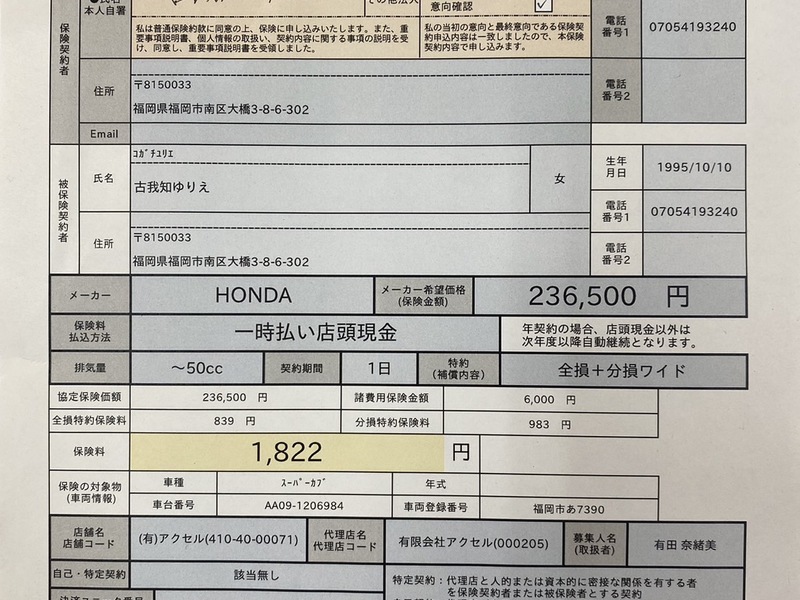 ●氏名
本人自署
意向確認
私は普通保険約款に同意の上、保険に申し込みいたします。また、重
要事項説明書、個人情報の取扱い、契約内容に関する事項の説明を受
け、同意し、重要事項説明書を受領しました。
私の当初の意向と最終意向である保険契
約申込内容は一致しましたので、本保険
契約内容で申し込みます。
電話
番号1
07054193240
保険契約者
住所
〒8150033
福岡県福岡市南区大橋3-8-6-302
電話
番号2
Email
被保険契約者
氏名
ｺｶﾞﾁﾕﾘｴ
古我知ゆりえ
女
生年
月日
1995/10/10
電話
番号1
07054193240
住所
〒8150033
福岡県福岡市南区大橋3-8-6-302
電話
番号2
メーカー
HONDA
メーカー希望価格
(保険金額)
236,500 円
保険料
払込方法
一時払い店頭現金
年契約の場合、店頭現金以外は
次年度以降自動継続となります。
排気量
～50cc
契約期間
1日
特約
(補償内容)
全損＋分損ワイド
協定保険価額
236,500 円
諸費用保険金額
6,000 円
全損特約保険料
839 円
分損特約保険料
983 円
保険料
1,822 円
保険の対象物
(車両情報)
車種
ｽｰﾊﾟｰｶﾌﾞ
年式
車台番号
AA09-1206984
車両登録番号
福岡市あ7390
店舗名
店舗コード
(有)アクセル(410-40-00071)
代理店名
代理店コード
有限会社アクセル(000205)
募集人名
(取扱者)
有田 奈緒美
自己・特定契約
該当無し
特定契約：代理店と人的または資本的に密接な関係を有する者
を保険契約者または被保険者とする契約